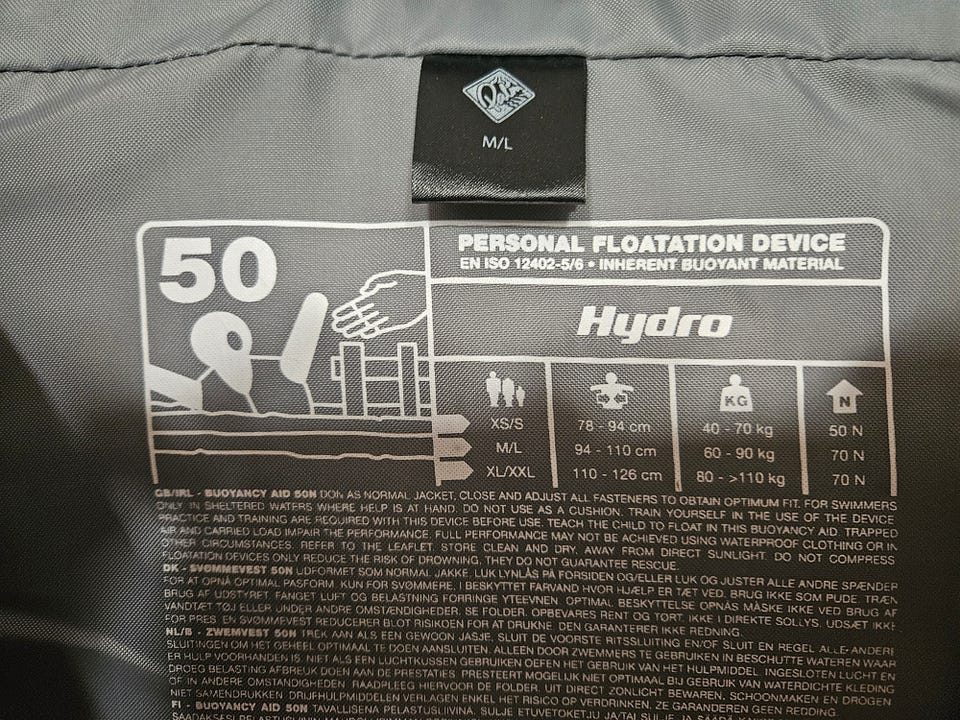 M/L
50
PERSONAL FLOATATION DEVICE
EN ISO 12402-5/6 • INHERENT BUOYANT MATERIAL
Hydro
KG
N
XS/S 78 - 94 cm 40 - 70 kg 50 N
M/L 94 - 110 cm 60 - 90 kg 70 N
XL/XXL 110 - 126 cm 80 - >110 kg 70 N
GB/IRL - BUOYANCY AID 50N DON AS NORMAL JACKET, CLOSE AND ADJUST ALL FASTENERS TO OBTAIN OPTIMUM FIT. FOR SWIMMERS
ONLY IN SHELTERED WATERS WHERE HELP IS AT HAND. DO NOT USE AS A CUSHION. TRAIN YOURSELF IN THE USE OF THE DEVICE
PRACTICE AND TRAINING ARE REQUIRED WITH THIS DEVICE BEFORE USE. TEACH THE CHILD TO FLOAT IN THIS BUOYANCY AID. TRAPPED
AIR AND CARRIED LOAD IMPAIR THE PERFORMANCE. FULL PERFORMANCE MAY NOT BE ACHIEVED USING WATERPROOF CLOTHING OR IN
OTHER CIRCUMSTANCES. REFER TO THE LEAFLET. STORE CLEAN AND DRY, AWAY FROM DIRECT SUNLIGHT. DO NOT COMPRESS
FLOATATION DEVICES ONLY REDUCE THE RISK OF DROWNING. THEY DO NOT GUARANTEE RESCUE.
DK - SVØMMEVEST 50N UDFORMET SOM NORMAL JAKKE. LUK LYNLÅS PÅ FORSIDEN OG/ELLER LUK OG JUSTER ALLE ANDRE SPÆNDER
FOR AT OPNÅ OPTIMAL PASFORM. KUN FOR SVØMMERE, I BESKYTTET FARVAND HVOR HJÆLP ER TÆT VED. BRUG IKKE SOM PUDE. TRÆN
BRUG AF UDSTYRET. FANGET LUFT OG BELASTNING FORRINGE YTEEVNEN. OPTIMAL BESKYTTELSE OPNÅS MÅSKE IKKE VED BRUG AF
VANDTÆT TØJ ELLER UNDER ANDRE OMSTÆNDIGHEDER. SE FOLDER. OPBEVARES RENT OG TØRT, IKKE I DIREKTE SOLLYS. UDSÆT IKKE
FOR PRES. EN SVØMMEVEST REDUCERER BLOT RISIKOEN FOR AT DRUKNE DEN GARANTERER IKKE REDNING.
NL/B - ZWEMVEST 50N TREK AAN ALS EEN GEWOON JASJE, SLUIT DE VOORSTE RITSSLUITING EN/OF SLUIT EN REGEL ALLE ANDERE
SLUITINGEN OM HET GEHEEL OPTIMAAL TE DOEN AANSLUITEN. ALLEEN DOOR ZWEMMERS TE GEBRUIKEN IN BESCHUTTE WATEREN WAAR
ER HULP VOORHANDEN IS. NIET ALS EEN LUCHTKUSSEN GEBRUIKEN OEFEN HET GEBRUIK VAN HET HULPMIDDEL. INGESLOTEN LUCHT EN
DROEG BELASTING AFBREUK DOEN AAN DE PRESTATIES PRESTEERT MOGELIJK NIET OPTIMAAL BIJ GEBRUIK VAN WATERDICHTE KLEDING
OF IN ANDERE OMSTANDIGHEDEN. RAADPLEEG HIERVOOR DE FOLDER. UIT DIRECT ZONLICHT BEWAREN, SCHOONMAKEN EN DROGEN
NIET SAMENDRUKKEN. DRIJFHULPMIDDELEN VERLAGEN ENKEL HET RISICO OP VERDRINKEN. ZE GARANDEREN GEEN REDDING.
FI - BUOYANCY AID 50N TAVALLISENA PELASTUSLIIVINA. SULJE ETUVETOKETJU JA/TAI SULJE JA SÄÄDÄ